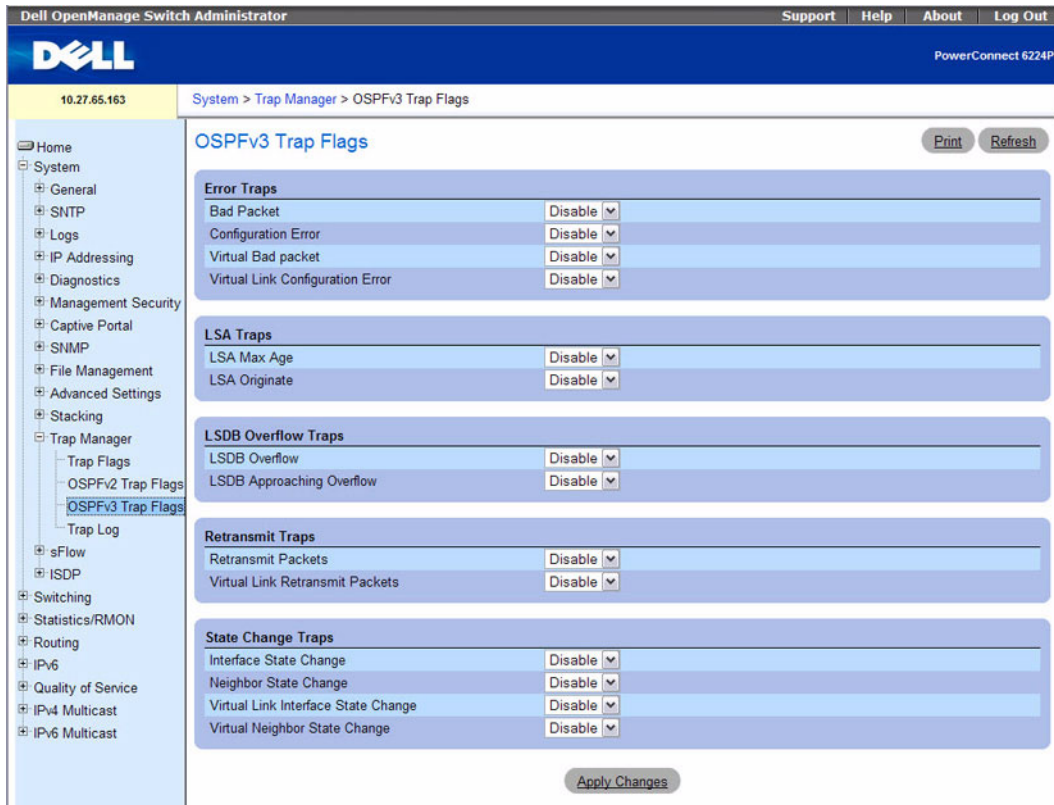 Dell OpenManage Switch Administrator
Support Help About Log Out
DELL
PowerConnect 6224P
10.27.65.163
System > Trap Manager > OSPFv3 Trap Flags
Home
System
General
SNTP
Logs
IP Addressing
Diagnostics
Management Security
Captive Portal
SNMP
File Management
Advanced Settings
Stacking
Trap Manager
Trap Flags
OSPFv2 Trap Flags
OSPFv3 Trap Flags
Trap Log
sFlow
ISDP
Switching
Statistics/RMON
Routing
IPv6
Quality of Service
IPv4 Multicast
IPv6 Multicast
OSPFv3 Trap Flags
Print Refresh
Error Traps
Bad Packet Disable
Configuration Error Disable
Virtual Bad packet Disable
Virtual Link Configuration Error Disable
LSA Traps
LSA Max Age Disable
LSA Originate Disable
LSDB Overflow Traps
LSDB Overflow Disable
LSDB Approaching Overflow Disable
Retransmit Traps
Retransmit Packets Disable
Virtual Link Retransmit Packets Disable
State Change Traps
Interface State Change Disable
Neighbor State Change Disable
Virtual Link Interface State Change Disable
Virtual Neighbor State Change Disable
Apply Changes